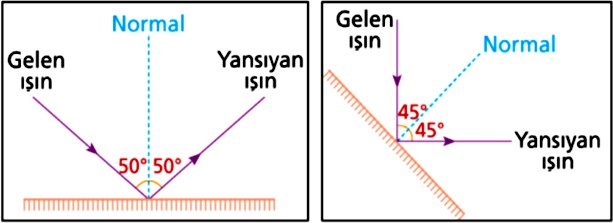 Normal
Gelen
ışın
Yansıyan
ışın
50° 50°
Gelen
ışın
Normal
45°
45°
Yansıyan
ışın